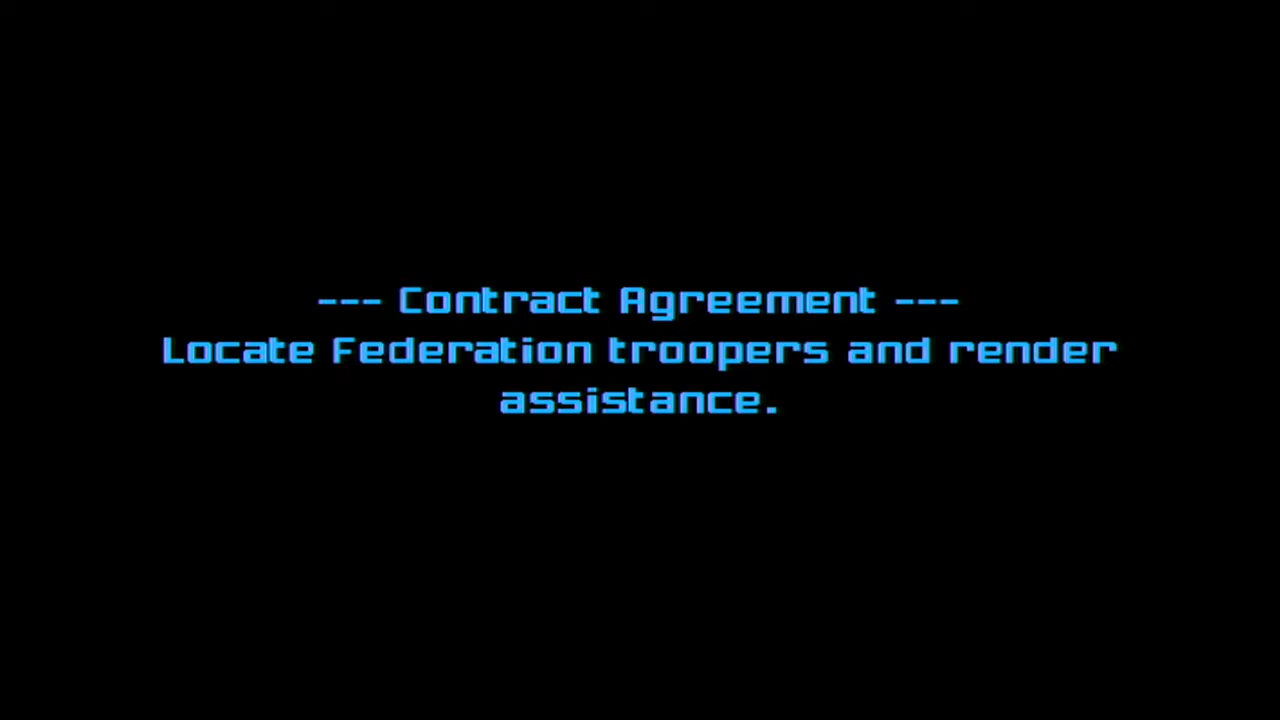 --- Contract Agreement ---
Locate Federation troopers and render
assistance.